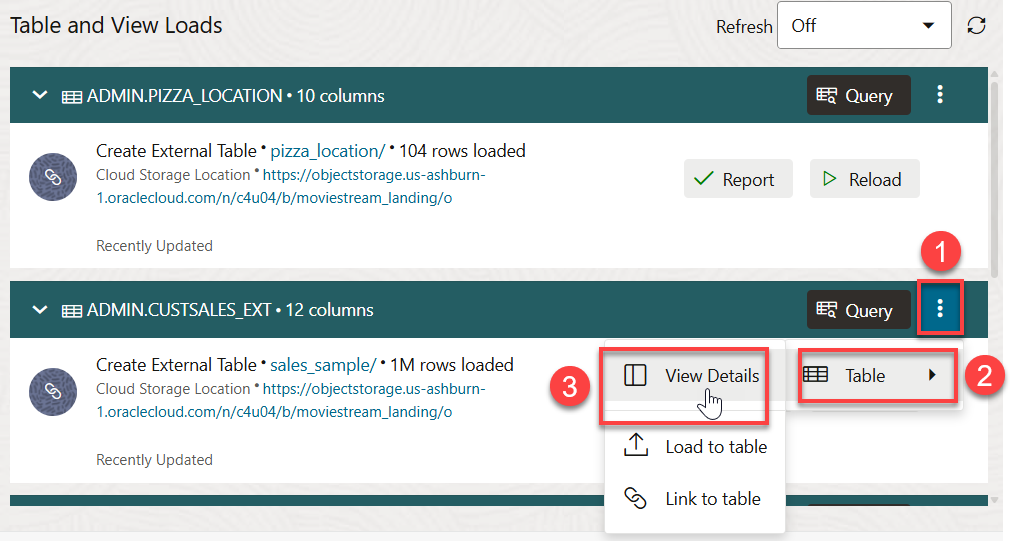 Table and View Loads
Refresh
Off
ADMIN.PIZZA_LOCATION • 10 columns
Query
Create External Table • pizza_location/ • 104 rows loaded
Cloud Storage Location • https://objectstorage.us-ashburn-
1.oraclecloud.com/n/c4u04/b/moviestream_landing/o
Report
Reload
Recently Updated
1
ADMIN.CUSTSALES_EXT • 12 columns
Query
Create External Table • sales_sample/ • 1M rows loaded
Cloud Storage Location • https://objectstorage.us-ashburn-
1.oraclecloud.com/n/c4u04/b/moviestream_landing/o
3
View Details
Table
2
Load to table
Recently Updated
Link to table